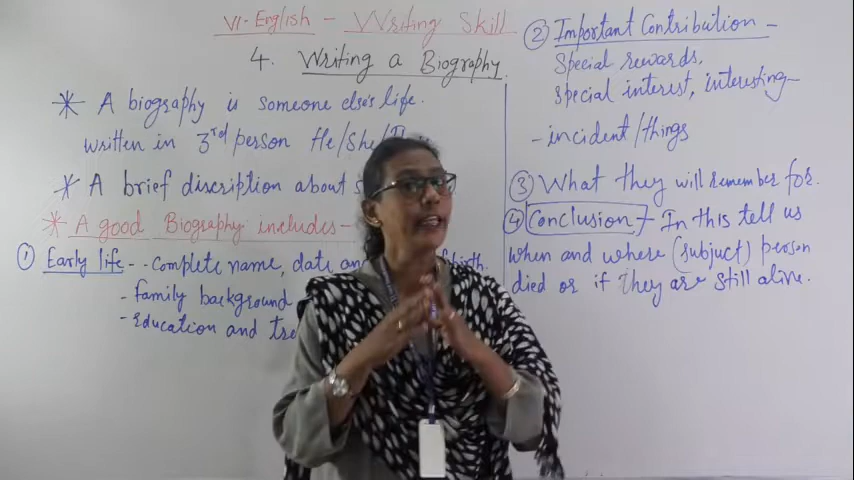 VI- English - Writing Skill
4. Writing a Biography
* A biography is someone else's life.
written in 3rd person He/She/
* A brief discription about
* A good Biography includes-
① Early life - - complete name, date an birth.
- family background
- Education and
② Important Contribution -
Special rewards,
special interest, interesting-
- incident/things
③ What they will remember for.
④ Conclusion - In this tell us
when and where (subject) person
died or if they are still alive.